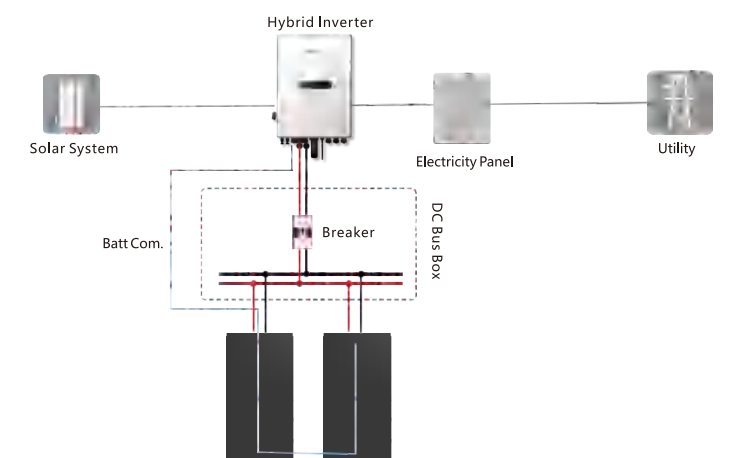 Hybrid Inverter
Solar System
Electricity Panel
Utility
Batt Com.
Breaker
DC Bus Box